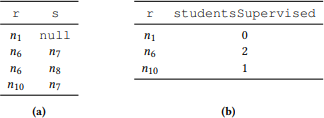 r s
n1 null
n6 n7
n6 n8
n10 n7
(a)
r studentsSupervised
n1 0
n6 2
n10 1
(b)